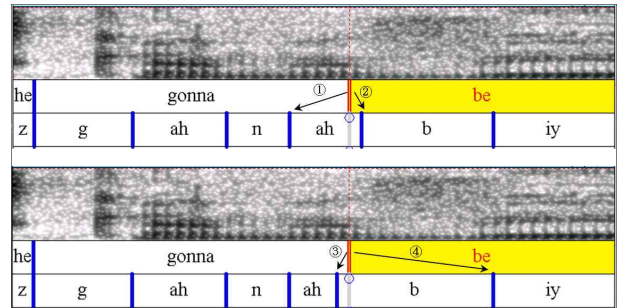 he gonna ① ② be
z g ah n ah b iy
he gonna ③ ④ be
z g ah n ah b iy